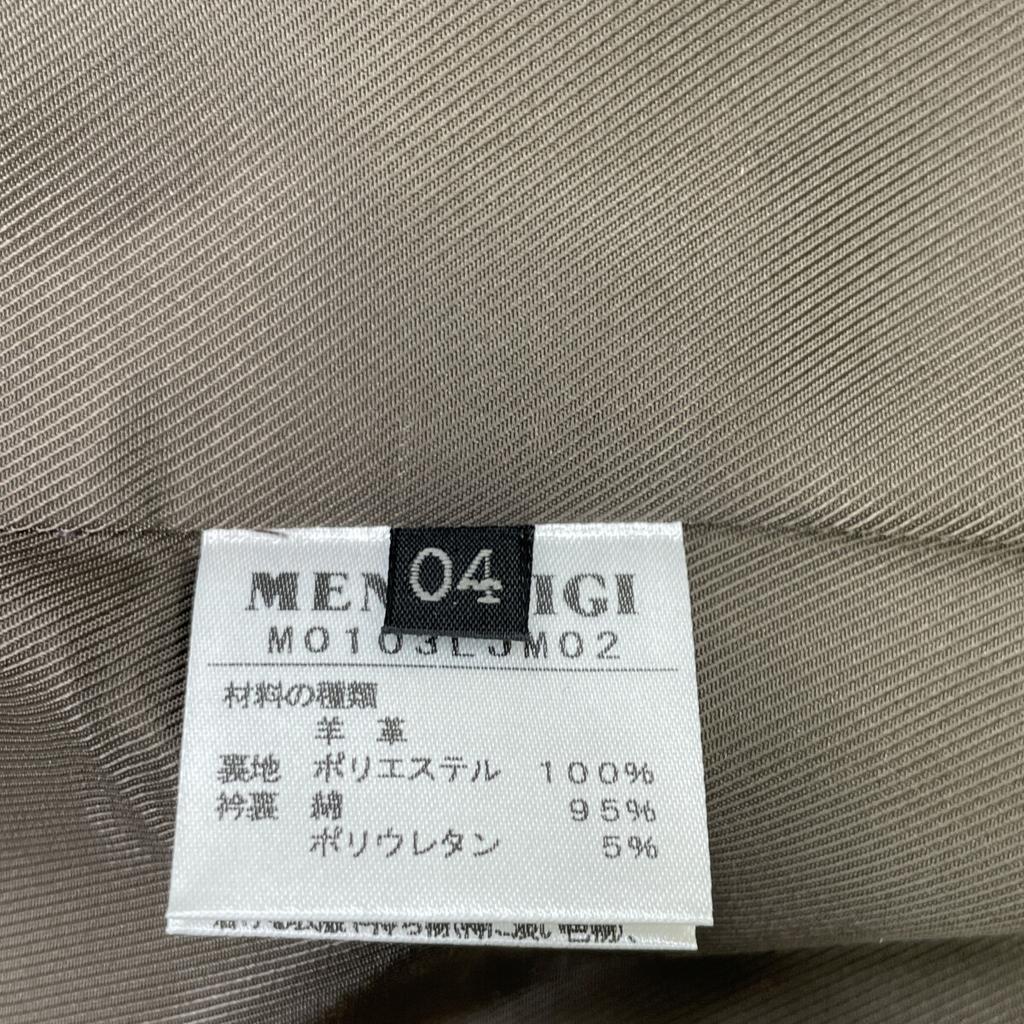 04
MEN IGI
M0103LJM02
材料の種類
羊 革
裏地 ポリエステル 100%
衿裏 綿 95%
ポリウレタン 5%